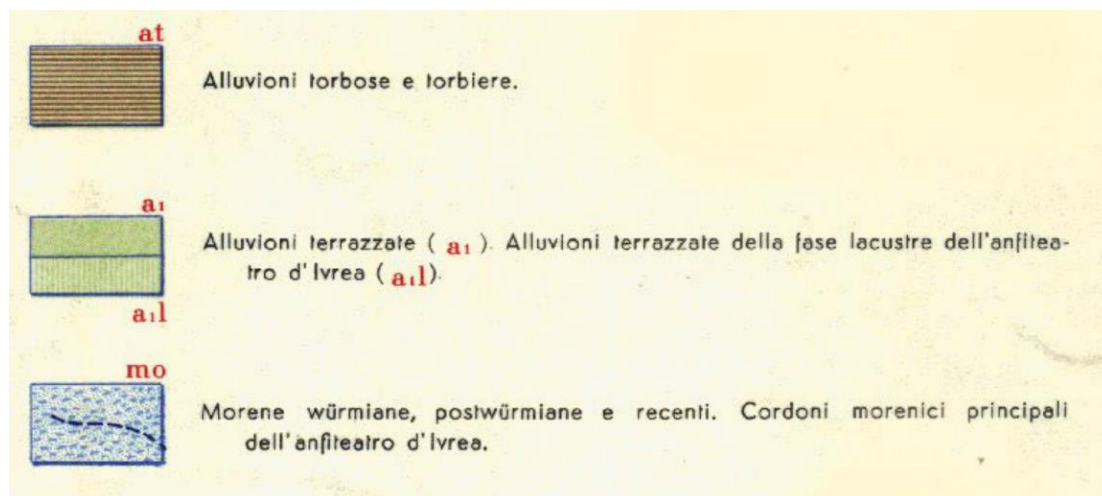 at
Alluvioni torbose e torbiere.
a₁
Alluvioni terrazzate ( a₁ ). Alluvioni terrazzate della fase lacustre dell'anfitea-
tro d'Ivrea ( a₁l).
a₁l
mo
Morene würmiane, postwürmiane e recenti. Cordoni morenici principali
dell'anfiteatro d'Ivrea.